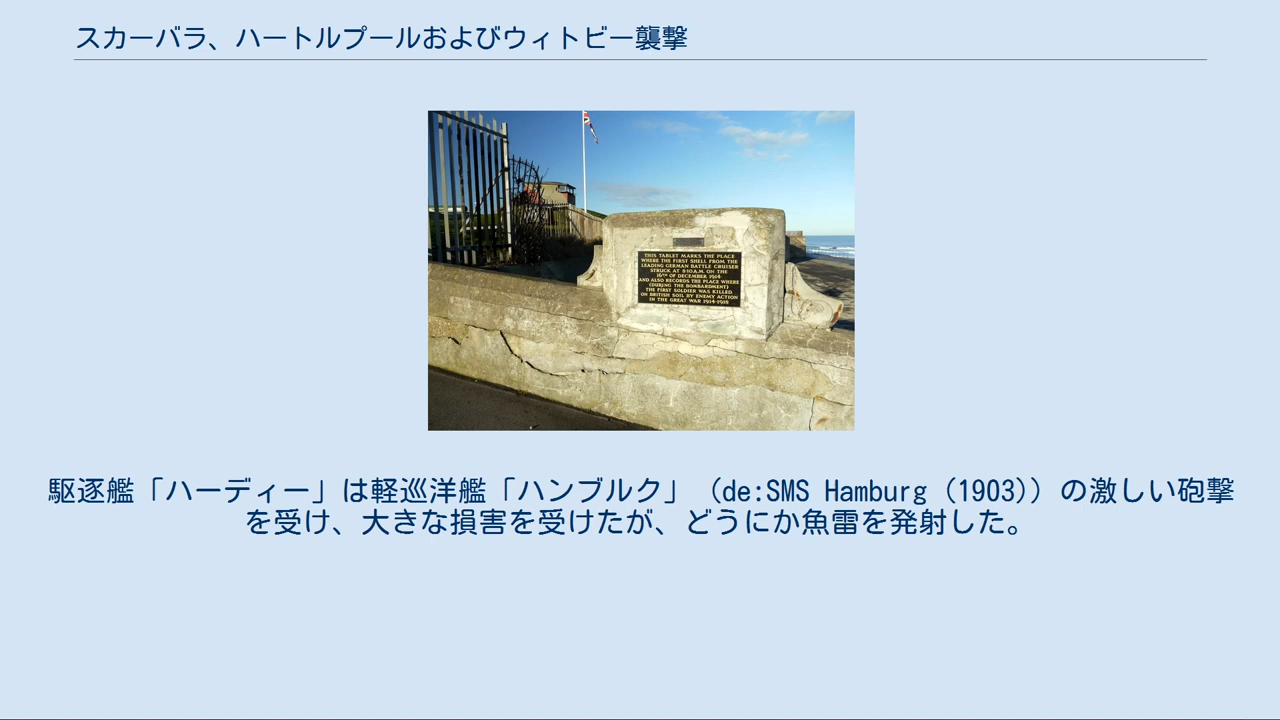 スカーバラ、ハートルプールおよびウィトビー襲撃
THIS TABLET MARKS THE PLACE
WHERE THE FIRST SHELL FROM THE
LEADING GERMAN BATTLE CRUISER
STRUCK AT 8·10A.M. ON THE
16TH OF DECEMBER 1914
AND ALSO RECORDS THE PLACE WHERE
(DURING THE BOMBARDMENT)
THE FIRST SOLDIER WAS KILLED
ON BRITISH SOIL BY ENEMY ACTION
IN THE GREAT WAR 1914-1918
駆逐艦「ハーディー」は軽巡洋艦「ハンブルク」（de:SMS Hamburg (1903)）の激しい砲撃
を受け、大きな損害を受けたが、どうにか魚雷を発射した。